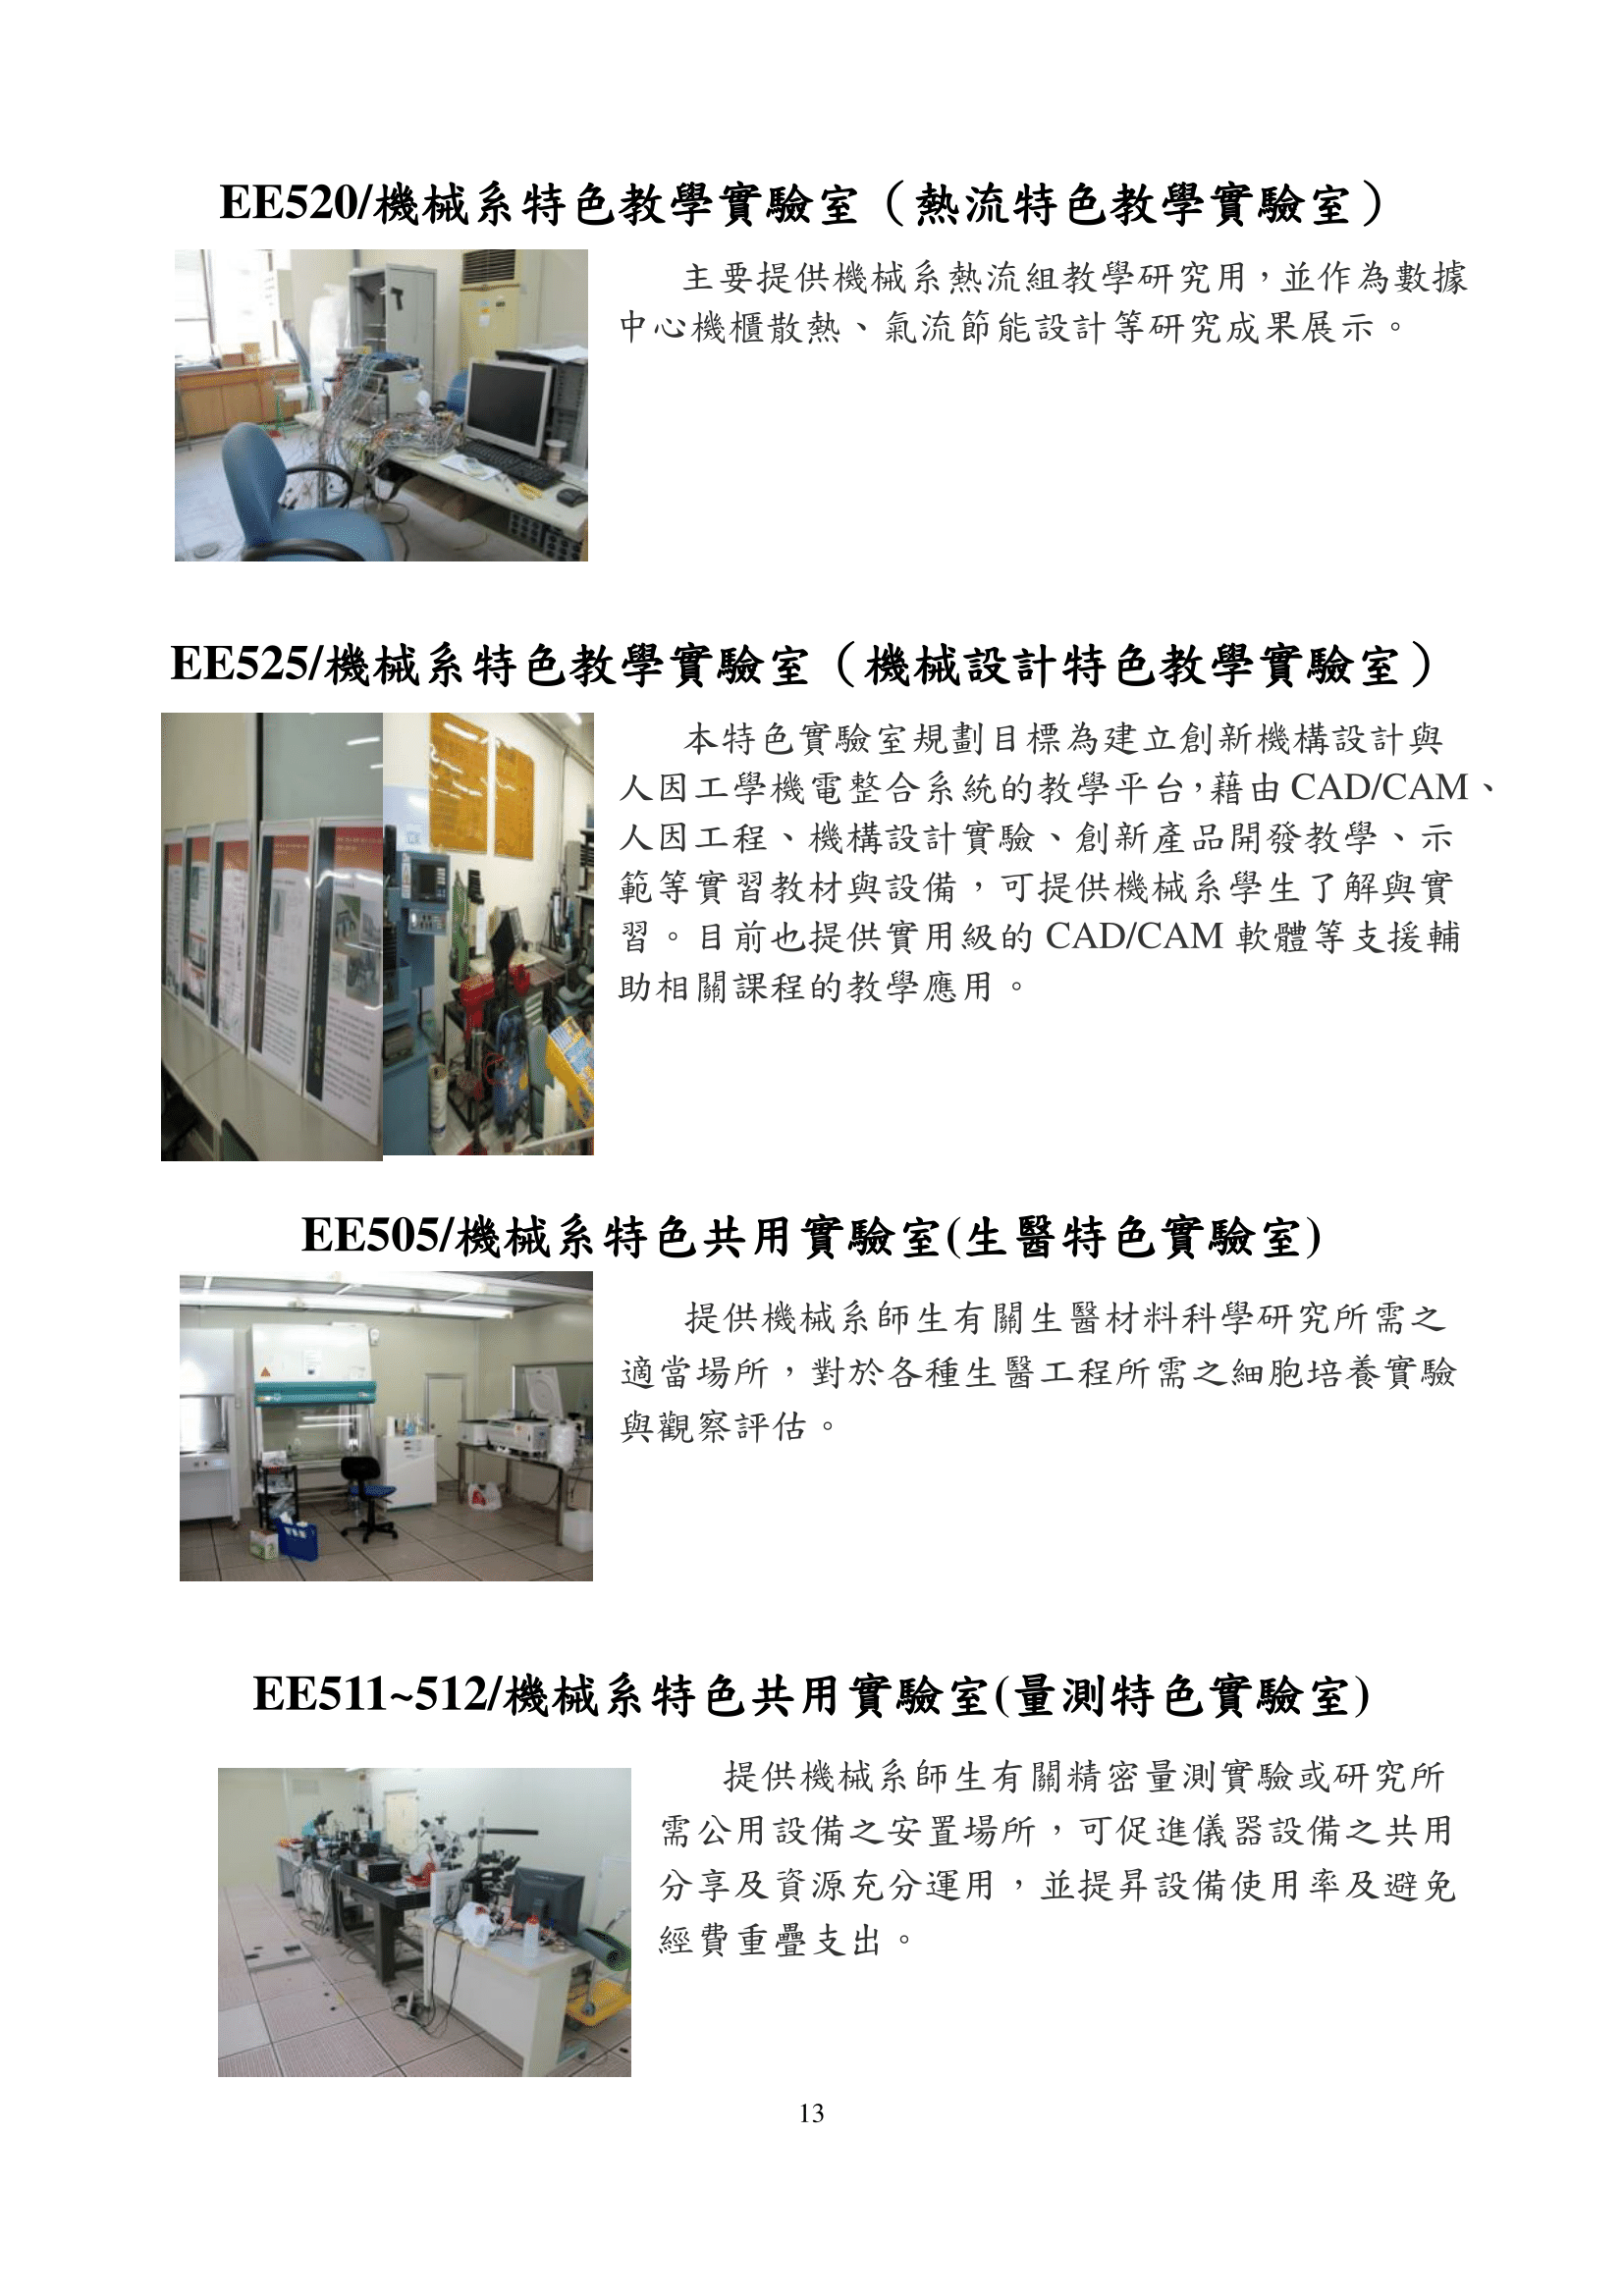 EE520/機械系特色教學實驗室（熱流特色教學實驗室）
主要提供機械系熱流組教學研究用，並作為數據
中心機櫃散熱、氣流節能設計等研究成果展示。
EE525/機械系特色教學實驗室（機械設計特色教學實驗室）
本特色實驗室規劃目標為建立創新機構設計與
人因工學機電整合系統的教學平台，藉由 CAD/CAM、
人因工程、機構設計實驗、創新產品開發教學、示
範等實習教材與設備，可提供機械系學生了解與實
習。目前也提供實用級的 CAD/CAM 軟體等支援輔
助相關課程的教學應用。
EE505/機械系特色共用實驗室(生醫特色實驗室)
提供機械系師生有關生醫材料科學研究所需之
適當場所，對於各種生醫工程所需之細胞培養實驗
與觀察評估。
EE511~512/機械系特色共用實驗室(量測特色實驗室)
提供機械系師生有關精密量測實驗或研究所
需公用設備之安置場所，可促進儀器設備之共用
分享及資源充分運用，並提昇設備使用率及避免
經費重疊支出。
13